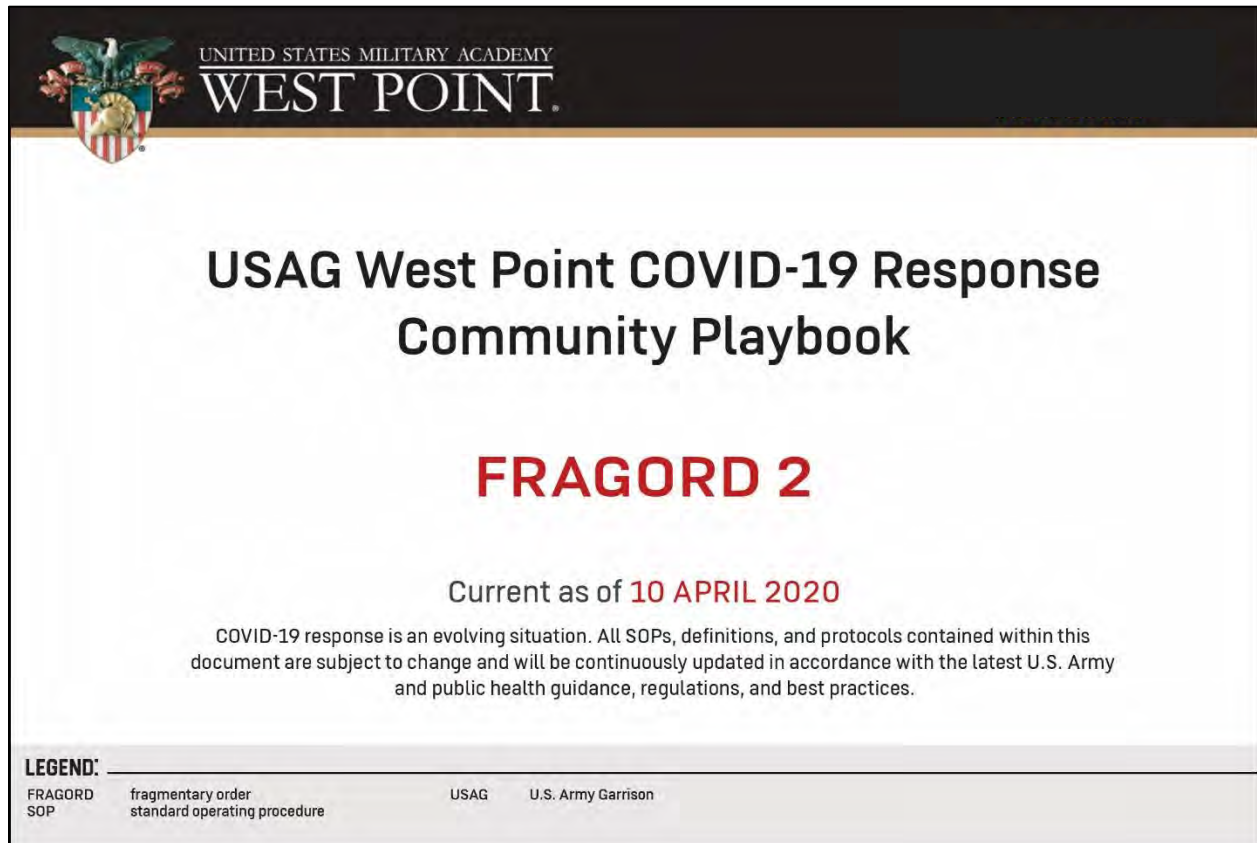 UNITED STATES MILITARY ACADEMY
WEST POINT.
USAG West Point COVID-19 Response
Community Playbook
FRAGORD 2
Current as of 10 APRIL 2020
COVID-19 response is an evolving situation. All SOPs, definitions, and protocols contained within this
document are subject to change and will be continuously updated in accordance with the latest U.S. Army
and public health guidance, regulations, and best practices.
LEGEND:
FRAGORD fragmentary order USAG U.S. Army Garrison
SOP standard operating procedure